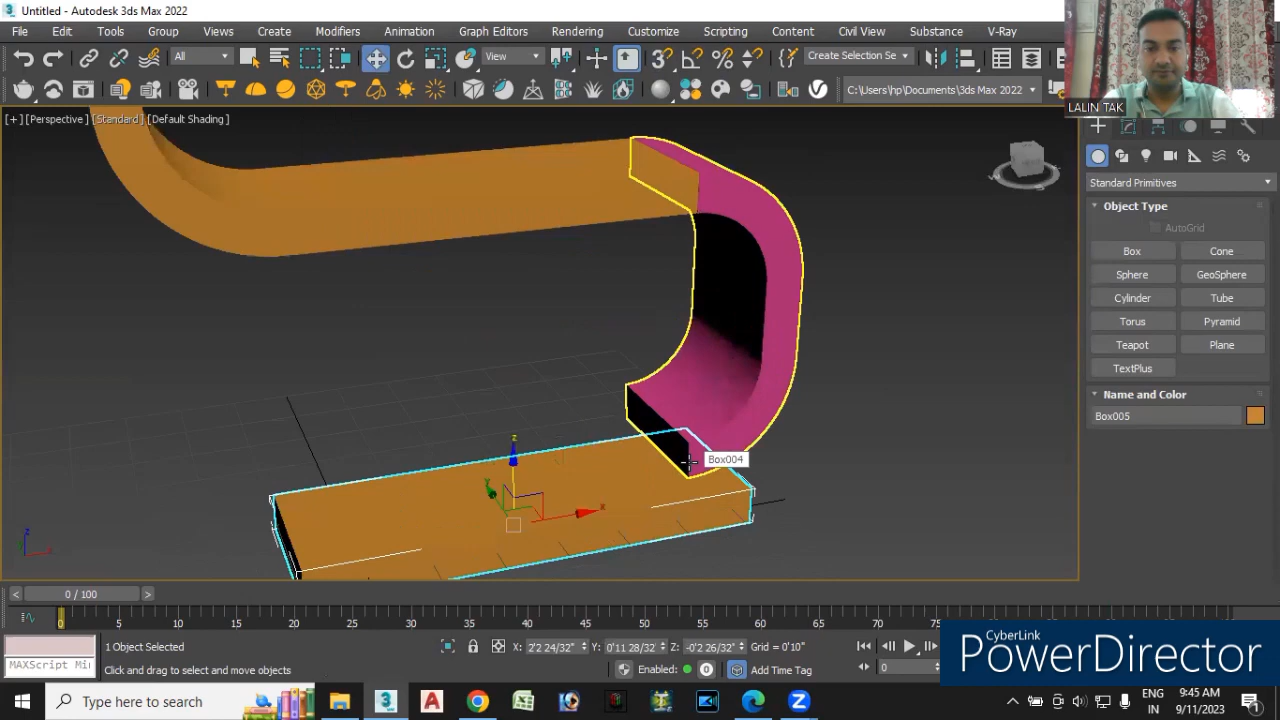 Untitled - Autodesk 3ds Max 2022
File Edit Tools Group Views Create Modifiers Animation Graph Editors Rendering Customize Scripting Content Civil View Substance V-Ray
All View Create Selection Se
C:\Users\hp\Documents\3ds Max 2022
LALIN TAK
[+] [Perspective] [Standard] [Default Shading]
Standard Primitives
Object Type
AutoGrid
Box Cone
Sphere GeoSphere
Cylinder Tube
Torus Pyramid
Teapot Plane
TextPlus
Name and Color
Box005
Box004
z
y
x
0 / 100
0 5 10 15 20 25 30 35 40 45 50 55 60 65 70 75
1 Object Selected X: 2'2 24/32" Y: 0'11 28/32" Z: -0'2 26/32" Grid = 0'10"
MAXScript Mi
Click and drag to select and move objects Enabled: Add Time Tag 0
CyberLink
PowerDirector
Type here to search
ENG
IN
9:45 AM
9/11/2023
1